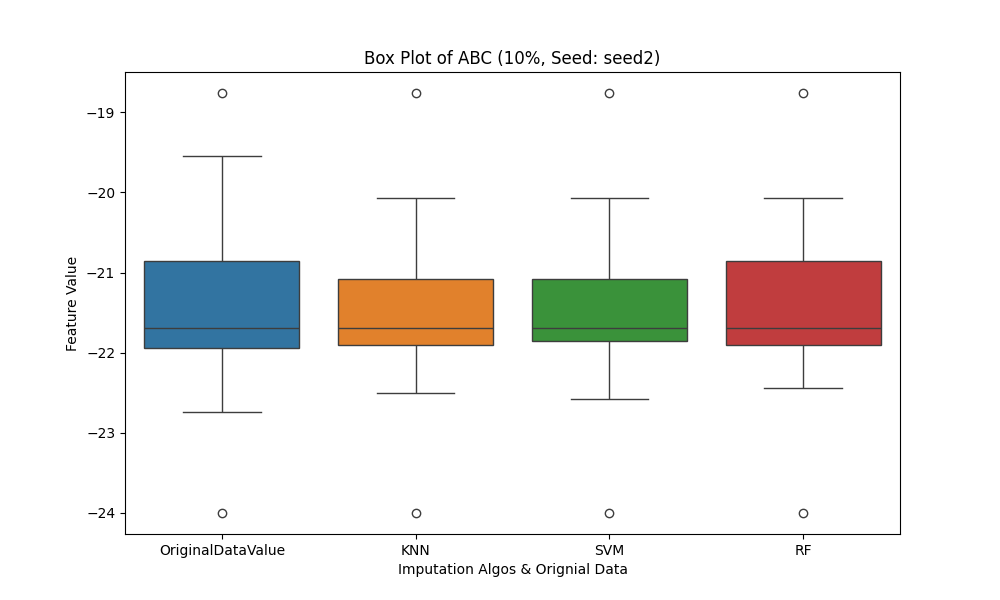 Box Plot of ABC (10%, Seed: seed2)
−19
−20
−21
−22
−23
−24
Feature Value
OriginalDataValue KNN SVM RF
Imputation Algos & Orignial Data